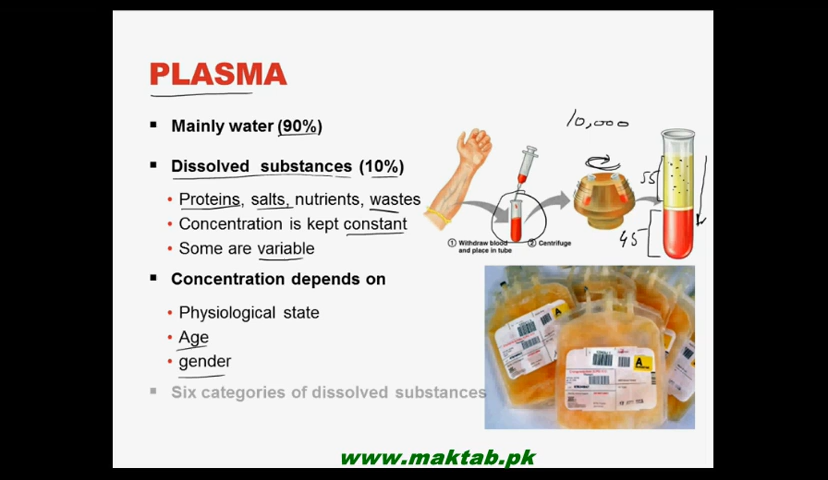 PLASMA
Mainly water (90%)
Dissolved substances (10%)
Proteins, salts, nutrients, wastes
Concentration is kept constant
Some are variable
Concentration depends on
Physiological state
Age
gender
Six categories of dissolved substances
10,000
55
45
① Withdraw blood and place in tube
② Centrifuge
A
A
www.maktab.pk